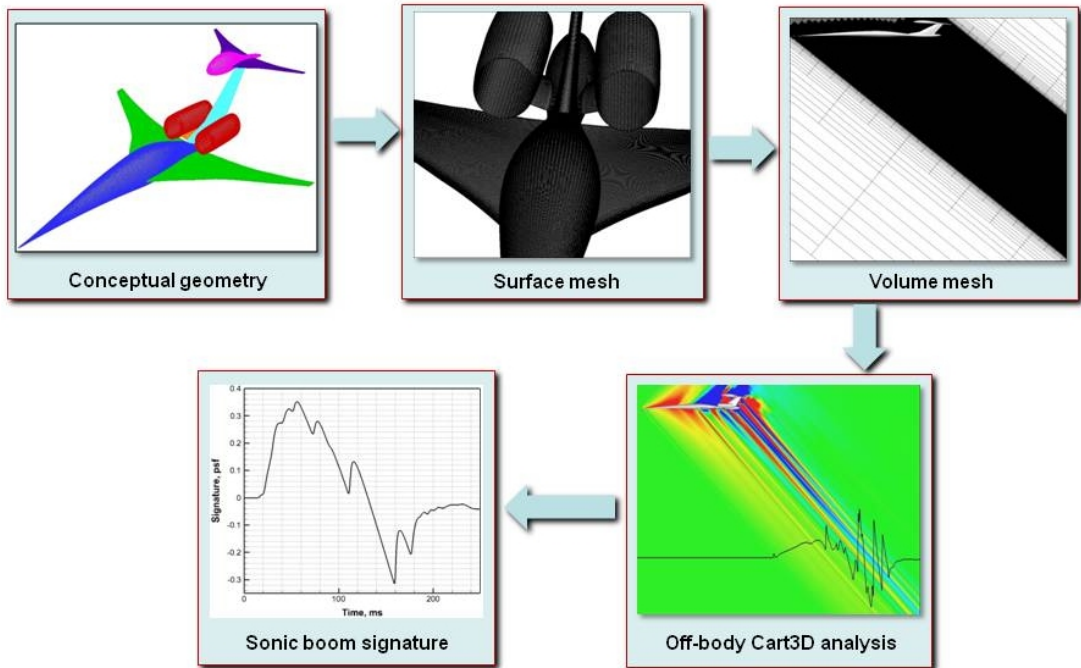 Conceptual geometry
Surface mesh
Volume mesh
0.4
0.3
0.2
0.1
0
-0.1
-0.2
-0.3
Signature, psf
0
100
200
Time, ms
Sonic boom signature
Off-body Cart3D analysis